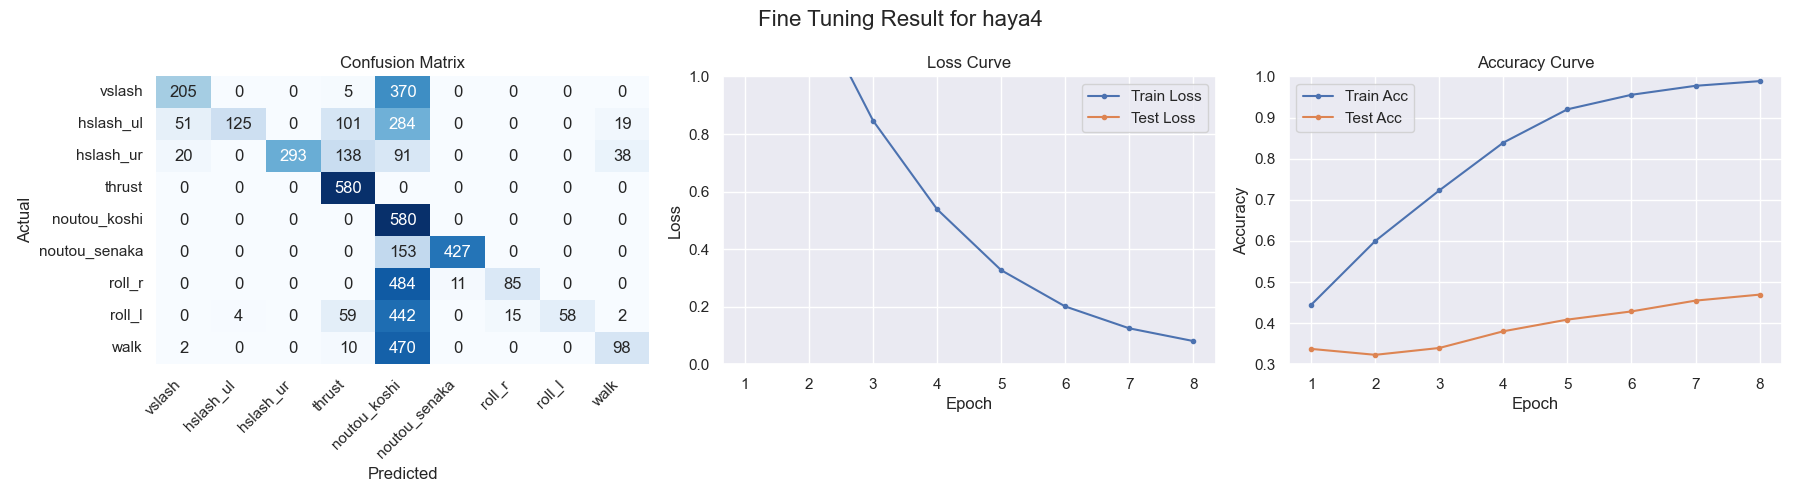 Fine Tuning Result for haya4
Confusion Matrix
Actual
vslash 205 0 0 5 370 0 0 0 0
hslash_ul 51 125 0 101 284 0 0 0 19
hslash_ur 20 0 293 138 91 0 0 0 38
thrust 0 0 0 580 0 0 0 0 0
noutou_koshi 0 0 0 0 580 0 0 0 0
noutou_senaka 0 0 0 0 153 427 0 0 0
roll_r 0 0 0 0 484 11 85 0 0
roll_l 0 4 0 59 442 0 15 58 2
walk 2 0 0 10 470 0 0 0 98
vslash hslash_ul hslash_ur thrust noutou_koshi noutou_senaka roll_r roll_l walk
Predicted
Loss Curve
Train Loss
Test Loss
Loss
1.0
0.8
0.6
0.4
0.2
0.0
1 2 3 4 5 6 7 8
Epoch
Accuracy Curve
Train Acc
Test Acc
Accuracy
1.0
0.9
0.8
0.7
0.6
0.5
0.4
0.3
1 2 3 4 5 6 7 8
Epoch